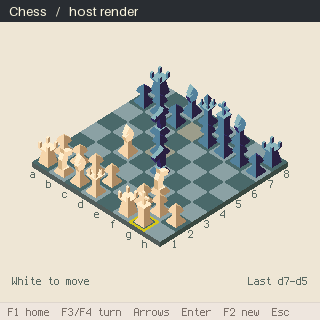 Chess / host render
a b c d e f g h
1 2 3 4 5 6 7 8
White to move
Last d7-d5
F1 home F3/F4 turn Arrows Enter F2 new Esc